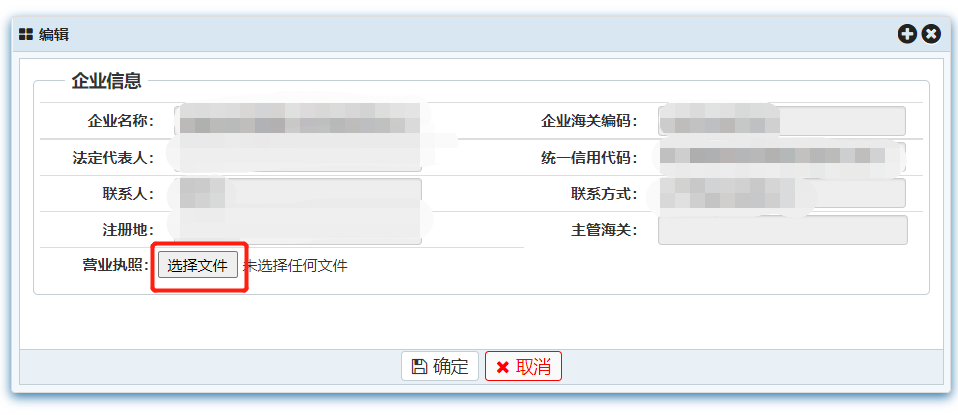 编辑
企业信息
企业名称： 企业海关编码：
法定代表人： 统一信用代码：
联系人： 联系方式：
注册地： 主管海关：
营业执照： 选择文件 未选择任何文件
确定 取消